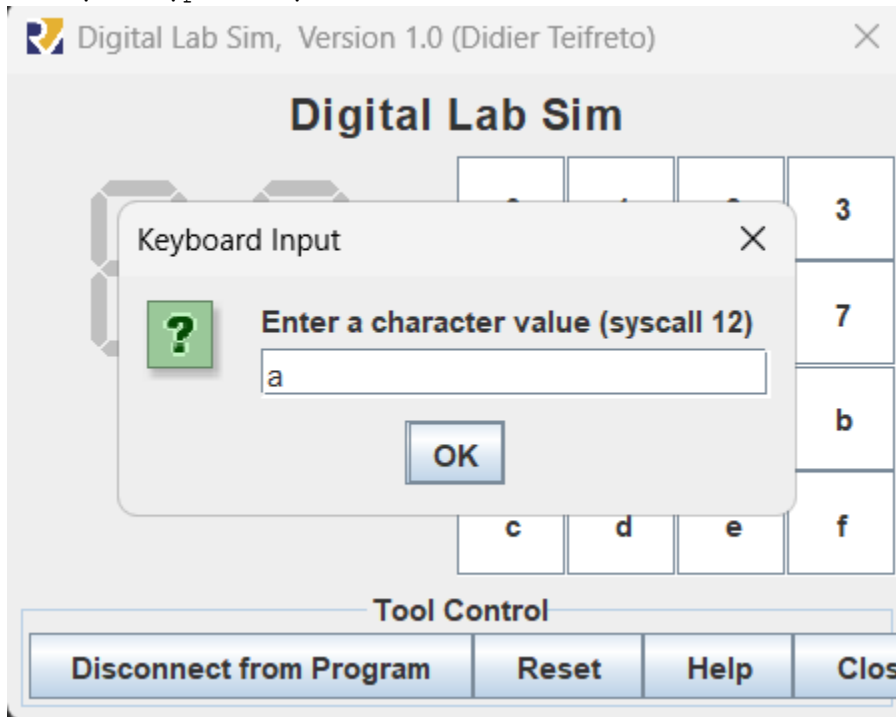 Digital Lab Sim, Version 1.0 (Didier Teifreto)
Digital Lab Sim
3
Keyboard Input
7
Enter a character value (syscall 12)
a
b
OK
c d e f
Tool Control
Disconnect from Program Reset Help Clos